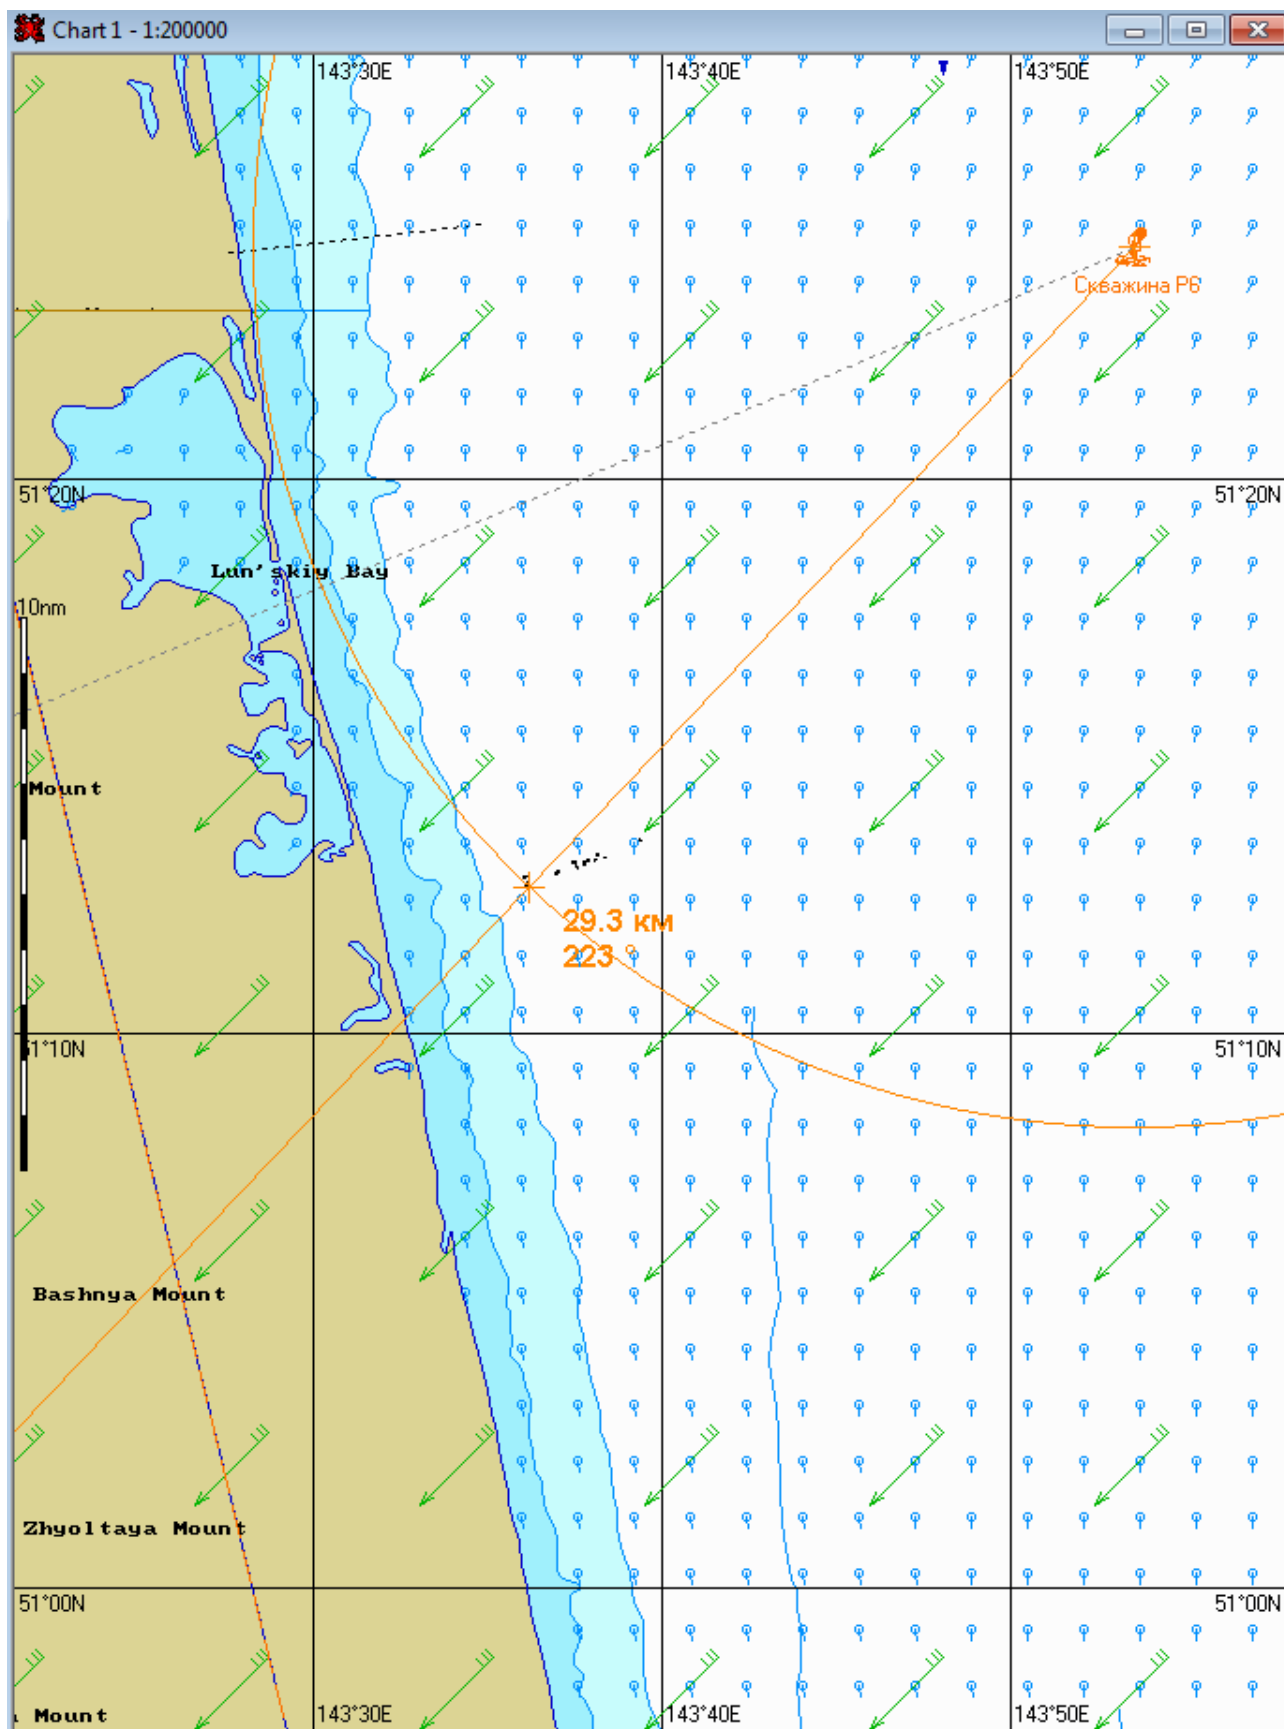 Chart 1 - 1:200000
143°30E
143°40E
143°50E
Скважина Р6
51°20N
51°20N
Lun'skiy Bay
10nm
Mount
29.3 км
223 °
51°10N
51°10N
Bashnya Mount
Zhyoltaya Mount
51°00N
51°00N
Mount
143°30E
143°40E
143°50E